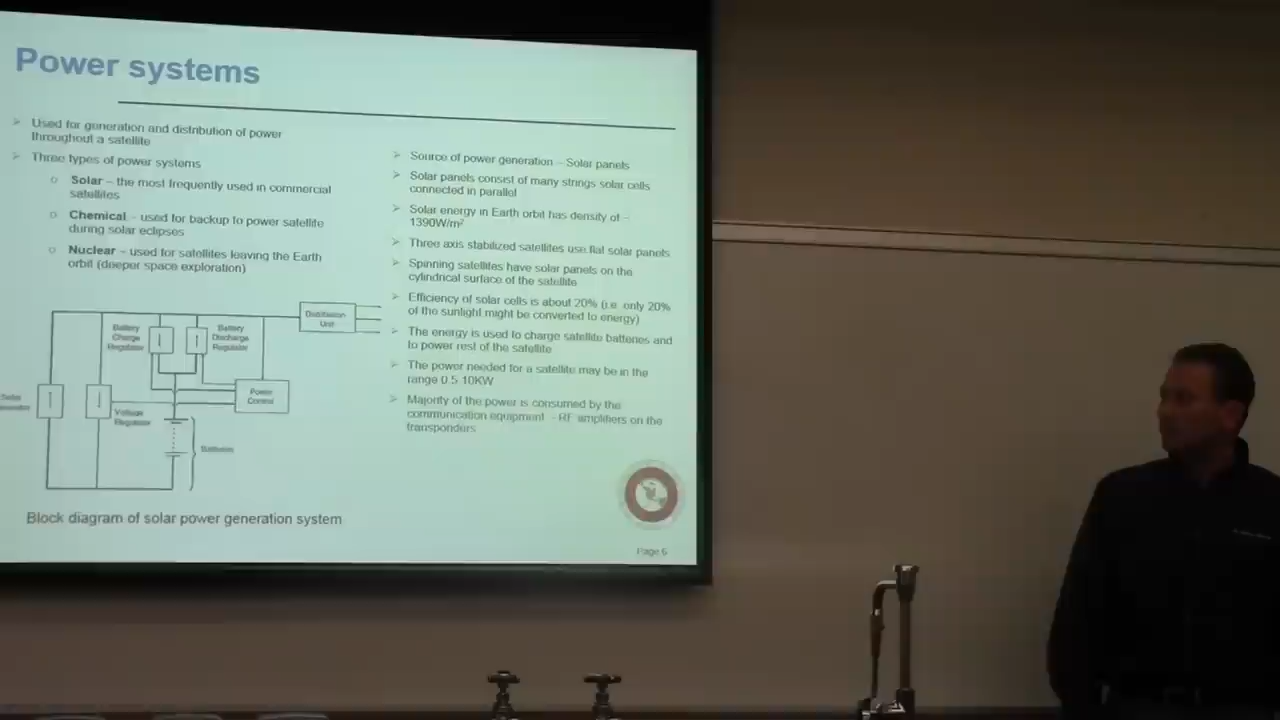 Power systems
Used for generation and distribution of power
throughout a satellite
Three types of power systems
Solar – the most frequently used in commercial
satellites
Chemical – used for backup to power satellite
during solar eclipses
Nuclear – used for satellites leaving the Earth
orbit (deeper space exploration)
Distribution
Unit
Battery
Charge
Regulator
Battery
Discharge
Regulator
Power
Control
Solar
Voltage
Regulator
Batteries
Block diagram of solar power generation system
Source of power generation – Solar panels
Solar panels consist of many strings solar cells
connected in parallol
Solar energy in Earth orbit has density of ~
1390W/m²
Three axis stabilized satellites use flat solar panels
Spinning satellites have solar panels on the
cylindrical surface of the satellite
Efficiency of solar cells is about 20% (i.e. only 20%
of the sunlight might be converted to energy)
The energy is used to charge satellite batteries and
to power rest of the satellite
The power needed for a satellite may be in the
range 0.5-10KW
Majority of the power is consumed by the
communication equipment – RF amplifiers on the
transponders
Page 6